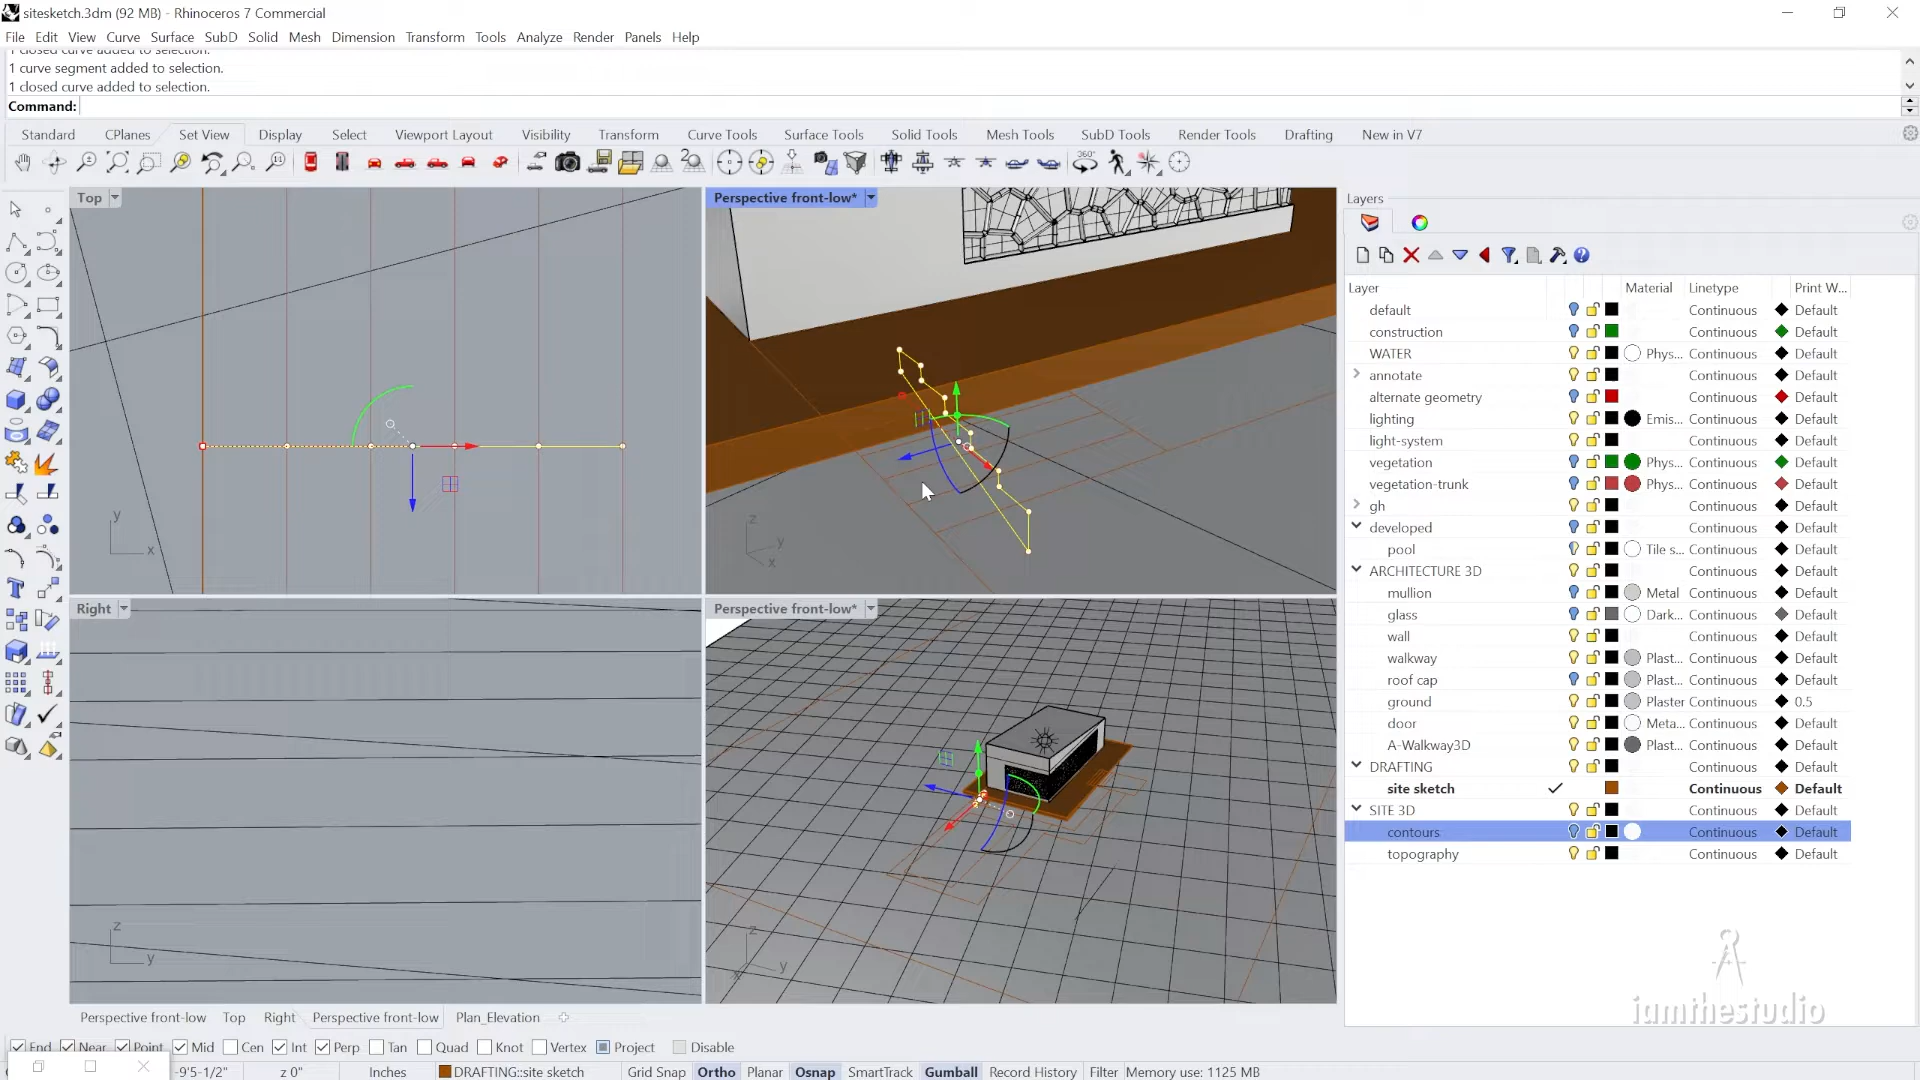 sitesketch.3dm (92 MB) - Rhinoceros 7 Commercial
File Edit View Curve Surface SubD Solid Mesh Dimension Transform Tools Analyze Render Panels Help
1 closed curve added to selection.
1 curve segment added to selection.
1 closed curve added to selection.
Command:
Standard CPlanes Set View Display Select Viewport Layout Visibility Transform Curve Tools Surface Tools Solid Tools Mesh Tools SubD Tools Render Tools Drafting New in V7
Top
y
x
Perspective front-low*
z
y
x
Right
z
y
Perspective front-low*
z
y
x
Layers
Layer Material Linetype Print W...
default Continuous Default
construction Continuous Default
WATER Phys... Continuous Default
annotate Continuous Default
alternate geometry Continuous Default
lighting Emis... Continuous Default
light-system Continuous Default
vegetation Phys... Continuous Default
vegetation-trunk Phys... Continuous Default
gh Continuous Default
developed Continuous Default
pool Tile s... Continuous Default
ARCHITECTURE 3D Continuous Default
mullion Metal Continuous Default
glass Dark... Continuous Default
wall Continuous Default
walkway Plast... Continuous Default
roof cap Plast... Continuous Default
ground Plaster Continuous 0.5
door Meta... Continuous Default
A-Walkway3D Plast... Continuous Default
DRAFTING Continuous Default
site sketch Continuous Default
SITE 3D Continuous Default
contours Continuous Default
topography Continuous Default
iamthestudio
Perspective front-low Top Right Perspective front-low Plan_Elevation
End Near Point Mid Cen Int Perp Tan Quad Knot Vertex Project Disable
-9'5-1/2" z 0" Inches DRAFTING::site sketch Grid Snap Ortho Planar Osnap SmartTrack Gumball Record History Filter Memory use: 1125 MB